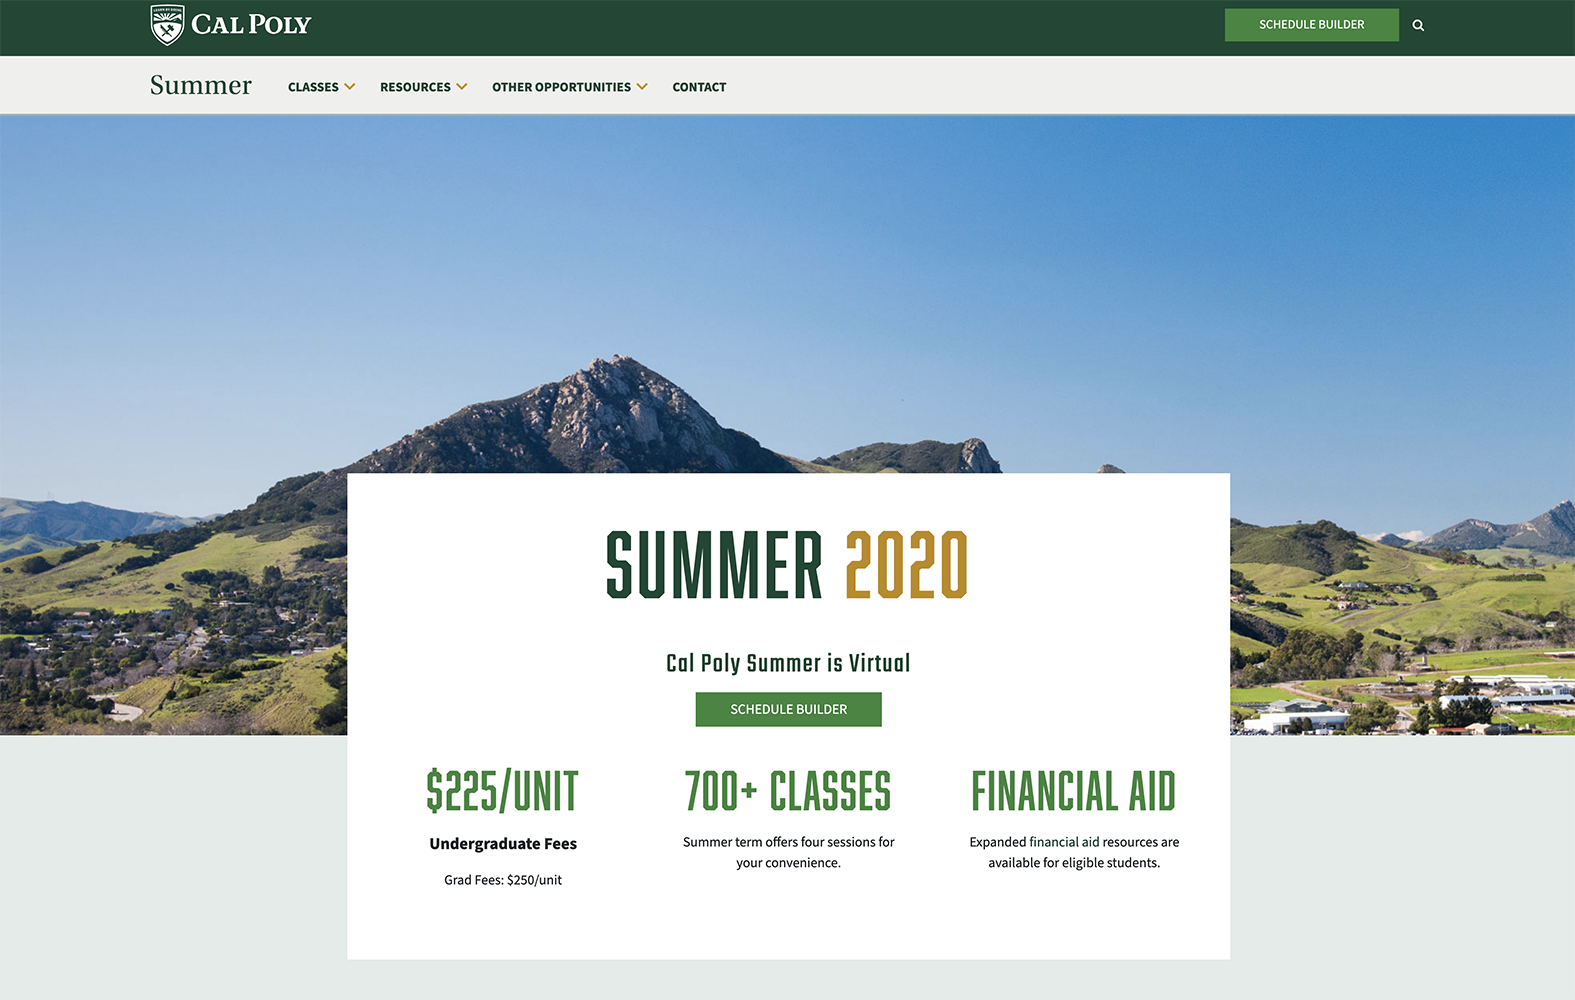 CAL POLY
SCHEDULE BUILDER
Summer
CLASSES
RESOURCES
OTHER OPPORTUNITIES
CONTACT
SUMMER 2020
Cal Poly Summer is Virtual
SCHEDULE BUILDER
$225/UNIT
Undergraduate Fees
Grad Fees: $250/unit
700+ CLASSES
Summer term offers four sessions for
your convenience.
FINANCIAL AID
Expanded financial aid resources are
available for eligible students.